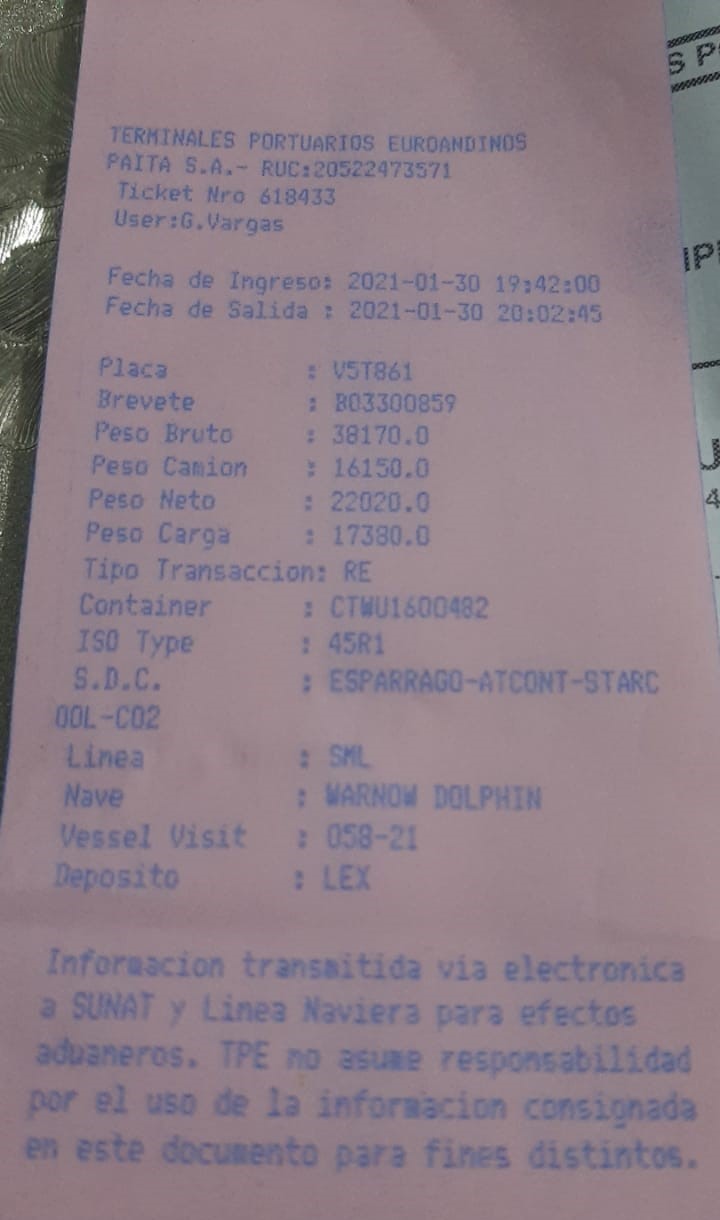 TERMINALES PORTUARIOS EUROANDINOS
PAITA S.A.- RUC:20522473571
Ticket Nro 618433
User:G.Vargas
Fecha de Ingreso: 2021-01-30 19:42:00
Fecha de Salida : 2021-01-30 20:02:45
Placa : V5T861
Brevete : B03300859
Peso Bruto : 38170.0
Peso Camion : 16150.0
Peso Neto : 22020.0
Peso Carga : 17380.0
Tipo Transaccion: RE
Container : CTWU1600482
ISO Type : 45R1
S.D.C. : ESPARRAGO-ATCONT-STARC
OOL-CO2
Linea : SML
Nave : WARNOW DOLPHIN
Vessel Visit : 058-21
Deposito : LEX
Informacion transmitida via electronica
a SUNAT y Linea Naviera para efectos
aduaneros. TPE no asume responsabilidad
por el uso de la informacion consignada
en este documento para fines distintos.